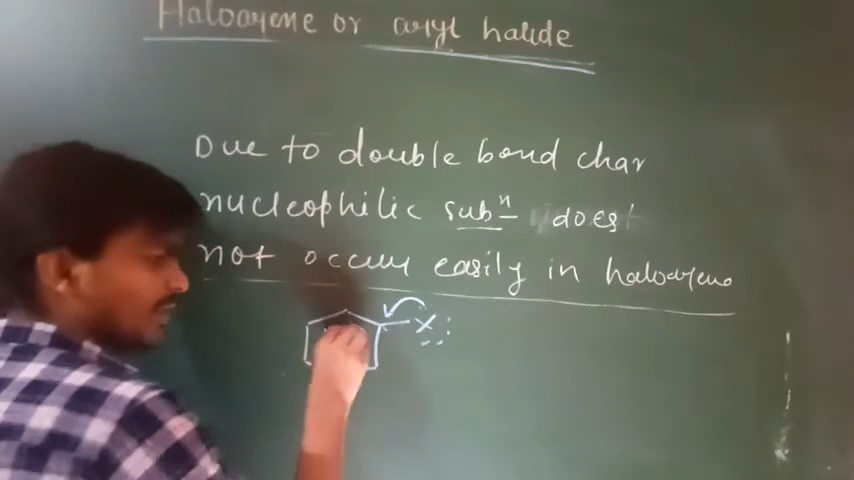 Haloarene or aryl halide
Due to double bond char
nucleophilic subⁿ does
not occur easily in haloarene
X